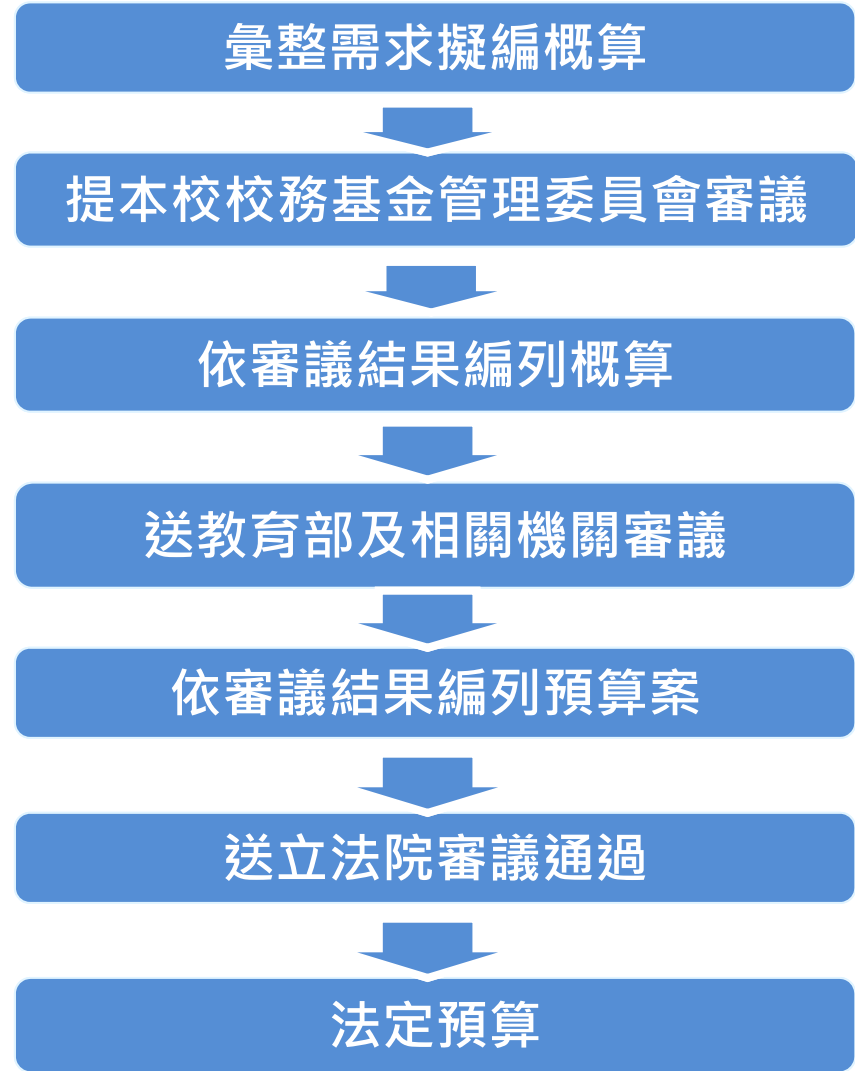 彙整需求擬編概算
提本校校務基金管理委員會審議
依審議結果編列概算
送教育部及相關機關審議
依審議結果編列預算案
送立法院審議通過
法定預算